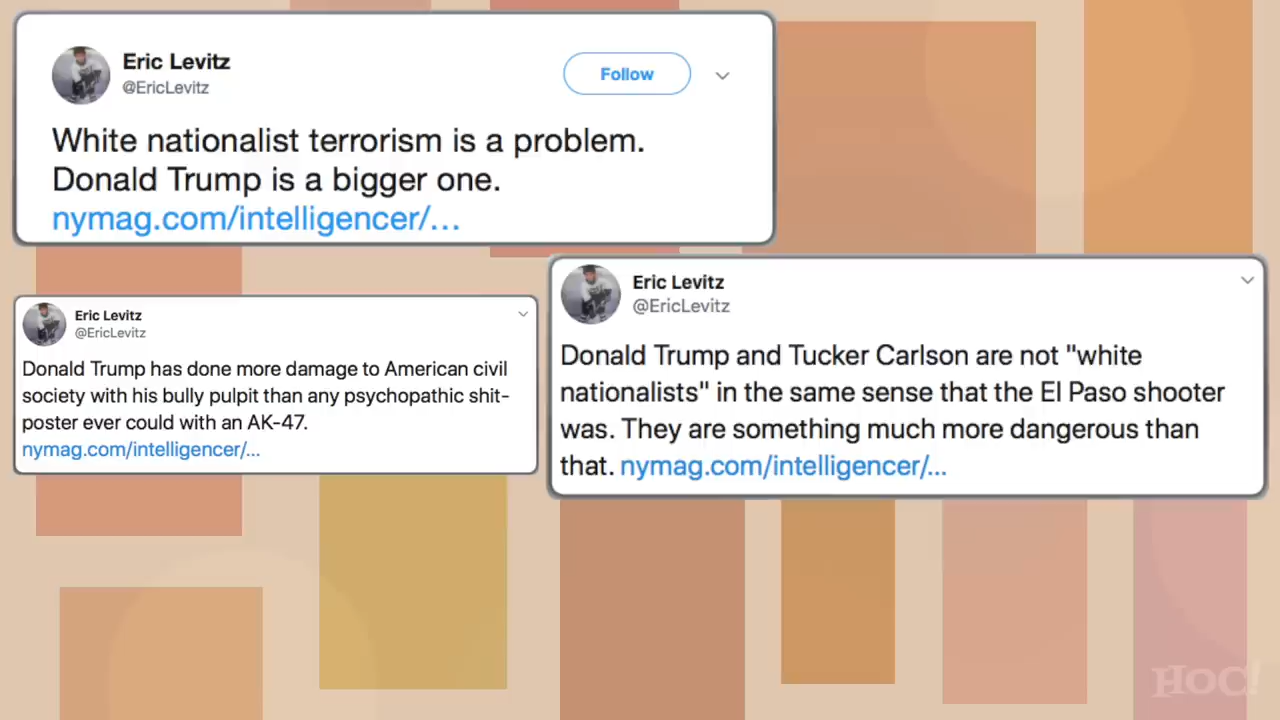 Eric Levitz
@EricLevitz
Follow
White nationalist terrorism is a problem.
Donald Trump is a bigger one.
nymag.com/intelligencer/…
Eric Levitz
@EricLevitz
Donald Trump has done more damage to American civil
society with his bully pulpit than any psychopathic shit-
poster ever could with an AK-47.
nymag.com/intelligencer/…
Eric Levitz
@EricLevitz
Donald Trump and Tucker Carlson are not "white
nationalists" in the same sense that the El Paso shooter
was. They are something much more dangerous than
that. nymag.com/intelligencer/…
HOC!